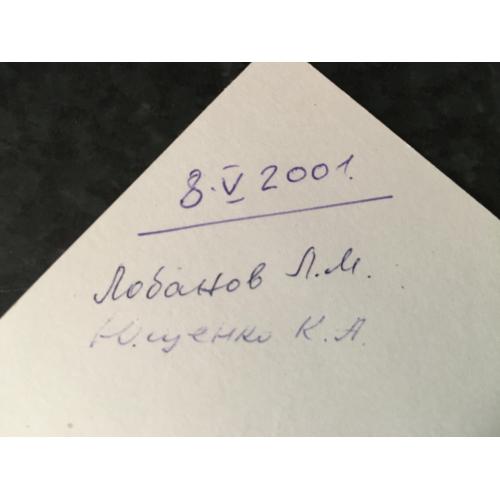 8.V 2001.
Лобанов Л.М.
Ющенко К.А.